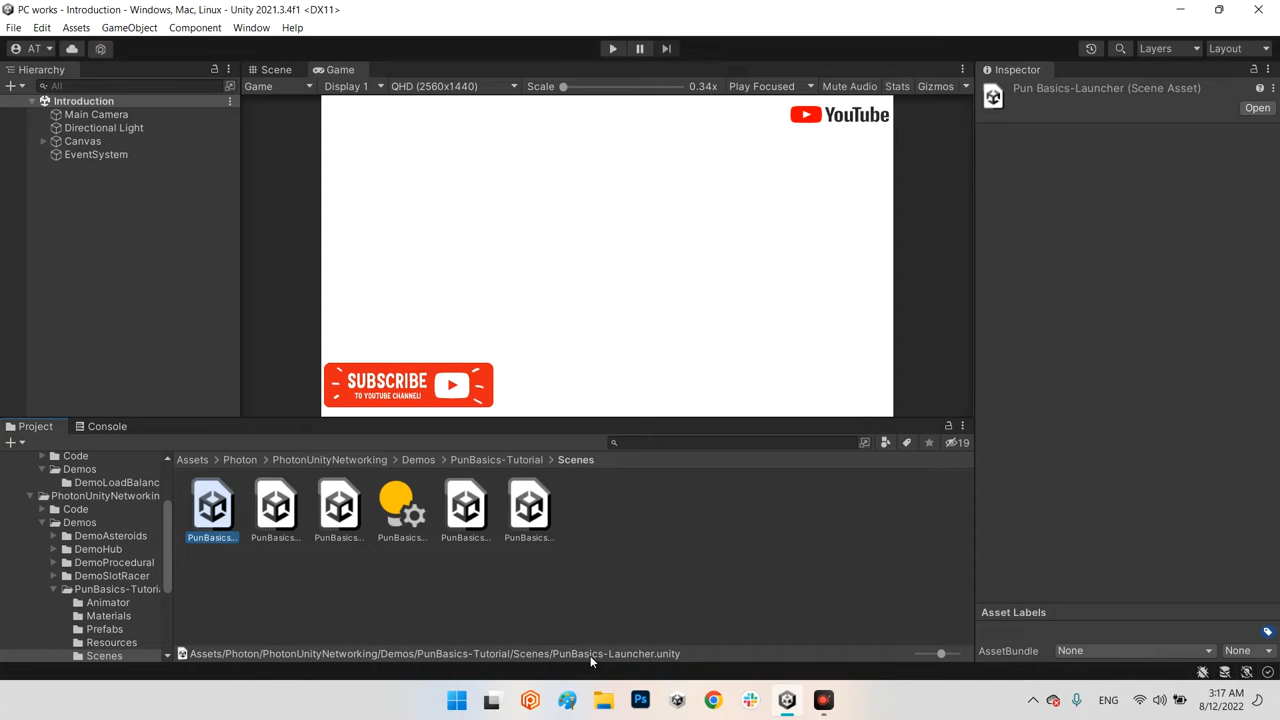 PC works - Introduction - Windows, Mac, Linux - Unity 2021.3.4f1 <DX11>
File Edit Assets GameObject Component Window Help
AT Layers Layout
Hierarchy
All
Introduction
Main Camera
Directional Light
Canvas
EventSystem
Scene Game
Game Display 1 QHD (2560x1440) Scale 0.34x Play Focused Mute Audio Stats Gizmos
YouTube
SUBSCRIBE
TO YOUTUBE CHANNEL!
Inspector
Pun Basics-Launcher (Scene Asset)
Open
Project Console
19
Code
Demos
DemoLoadBalanc
PhotonUnityNetworkin
Code
Demos
DemoAsteroids
DemoHub
DemoProcedural
DemoSlotRacer
PunBasics-Tutoria
Animator
Materials
Prefabs
Resources
Scenes
Assets Photon PhotonUnityNetworking Demos PunBasics-Tutorial Scenes
PunBasics... PunBasics... PunBasics... PunBasics... PunBasics... PunBasics...
Assets/Photon/PhotonUnityNetworking/Demos/PunBasics-Tutorial/Scenes/PunBasics-Launcher.unity
Asset Labels
AssetBundle None None
Ps
ENG
3:17 AM
8/12/2022